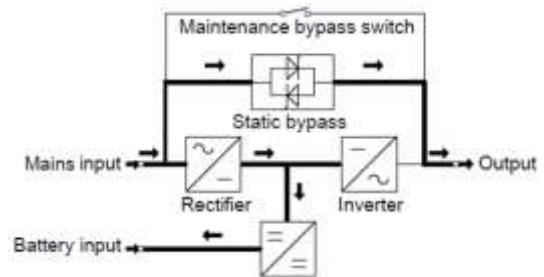 Maintenance bypass switch
Static bypass
Mains input
Output
Rectifier
Inverter
Battery input